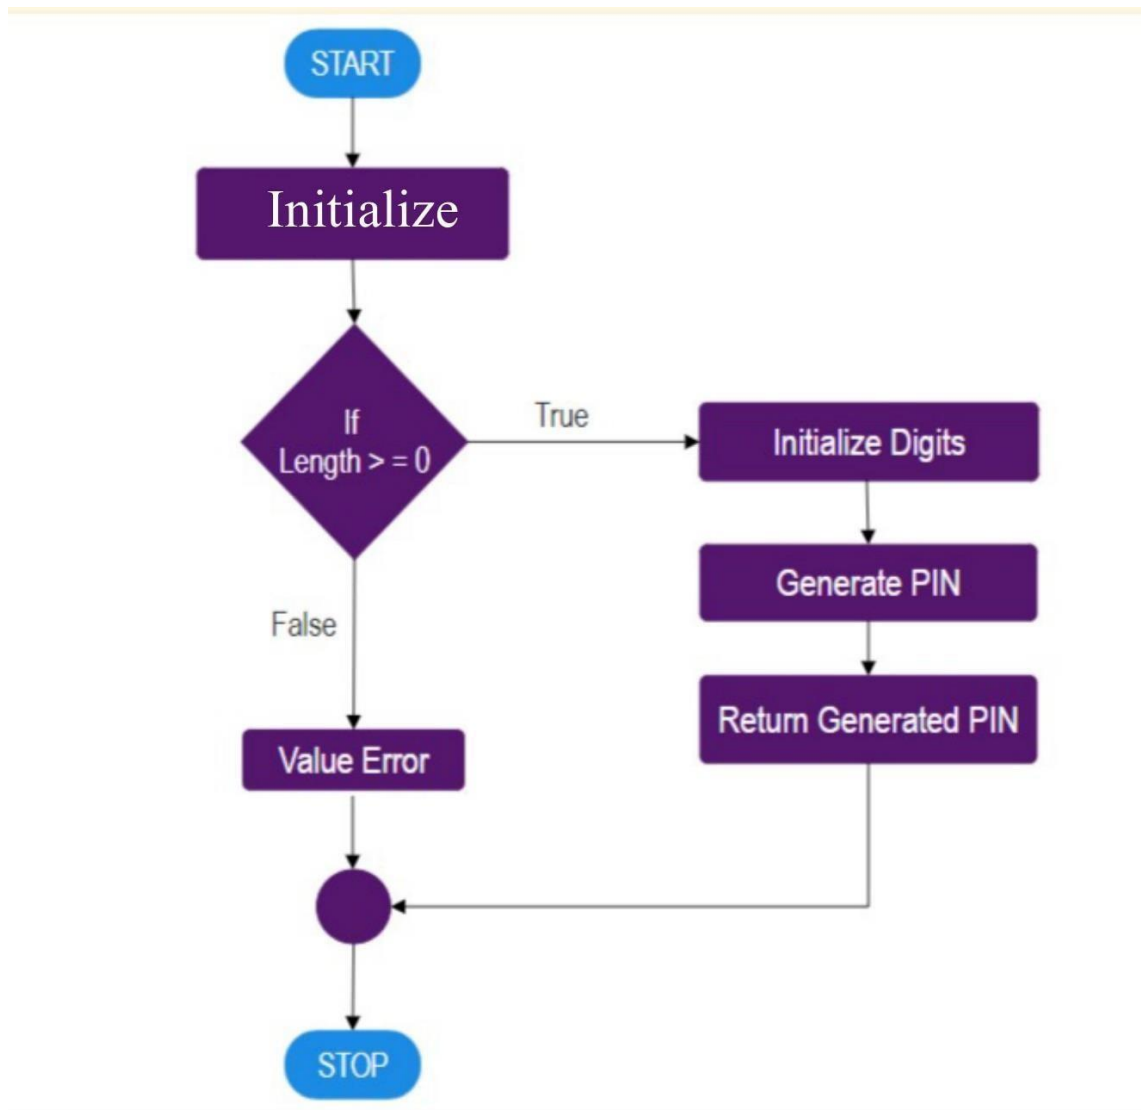 START
Initialize
If
Length > = 0
True
Initialize Digits
Generate PIN
False
Return Generated PIN
Value Error
STOP